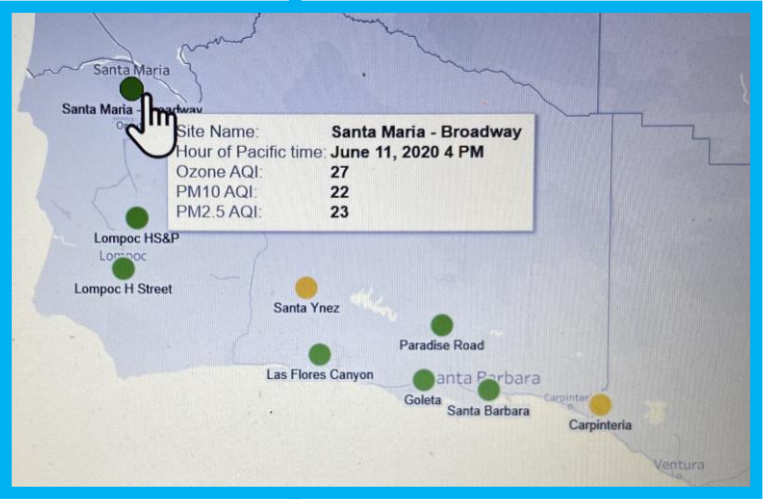 Santa Maria
Santa Maria - Broadway
Site Name: Santa Maria - Broadway
Hour of Pacific time: June 11, 2020 4 PM
Ozone AQI: 27
PM10 AQI: 22
PM2.5 AQI: 23
Lompoc HS&P
Lompoc
Lompoc H Street
Santa Ynez
Paradise Road
Las Flores Canyon
Santa Barbara
Goleta
Santa Barbara
Carpinter
Carpinteria
Ventura